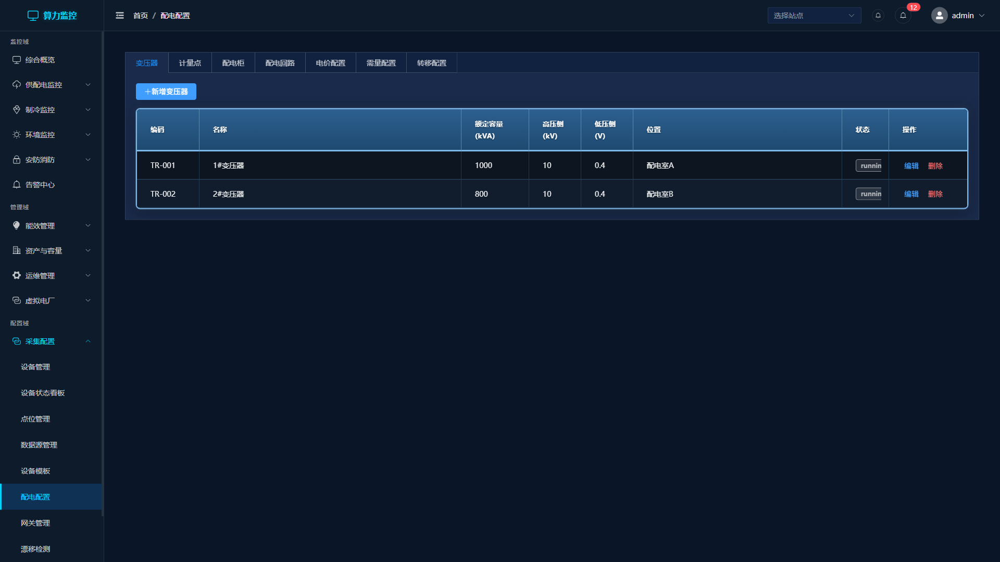 算力监控
首页 / 配电配置
选择站点
12
admin
监控域
综合概览
供配电监控
制冷监控
环境监控
安防消防
告警中心
管理域
能效管理
资产与容量
运维管理
虚拟电厂
配置域
采集配置
设备管理
设备状态看板
点位管理
数据源管理
设备模板
配电配置
网关管理
漂移检测
变压器 计量点 配电柜 配电回路 电价配置 需量配置 转移配置
新增变压器
编码 名称 额定容量 (kVA) 高压侧 (kV) 低压侧 (V) 位置 状态 操作
TR-001 1#变压器 1000 10 0.4 配电室A runnin 编辑 删除
TR-002 2#变压器 800 10 0.4 配电室B runnin 编辑 删除